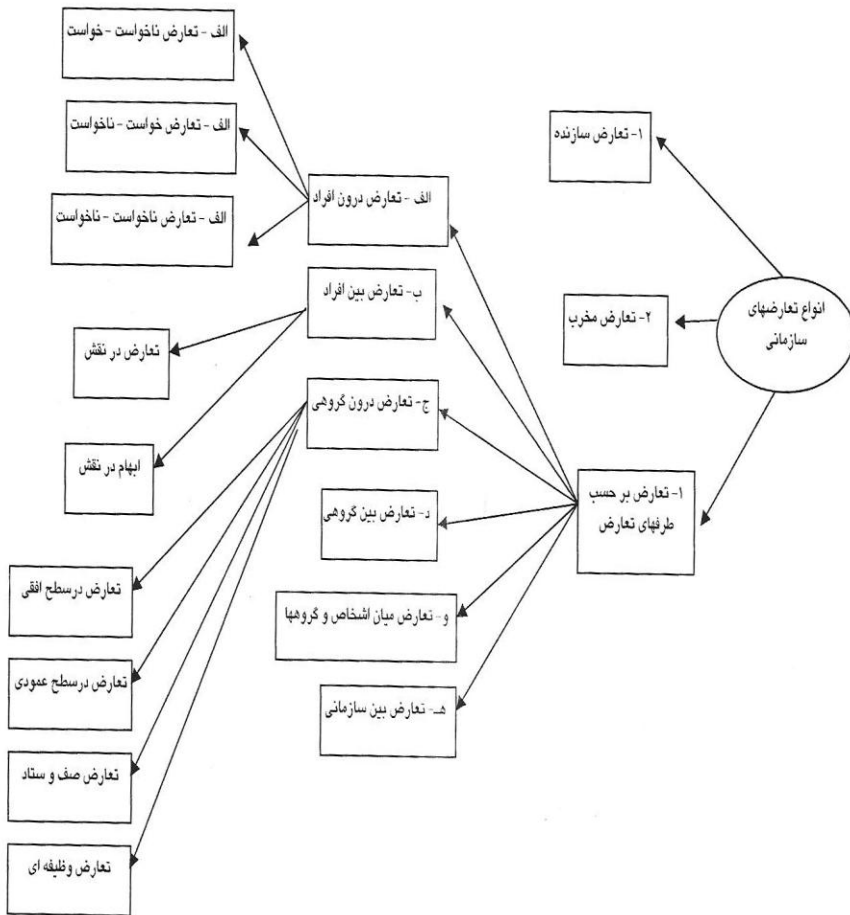 انواع تعارضهای
سازمانی
۱- تعارض سازنده
۲- تعارض مخرب
۱- تعارض بر حسب
طرفهای تعارض
الف - تعارض درون افراد
ب- تعارض بین افراد
ج- تعارض درون گروهی
د- تعارض بین گروهی
و- تعارض میان اشخاص و گروهها
هـ- تعارض بین سازمانی
الف - تعارض ناخواست - خواست
الف - تعارض خواست - ناخواست
الف - تعارض ناخواست - ناخواست
تعارض در نقش
ابهام در نقش
تعارض درسطح افقی
تعارض درسطح عمودی
تعارض صف و ستاد
تعارض وظیفه ای